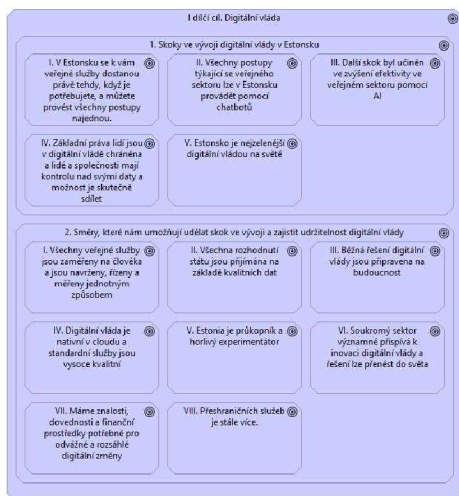 I dílčí cíl. Digitální vláda
1. Skoky ve vývoji digitální vlády v Estonsku
I. V Estonsku se k vám
veřejné služby dostanou
právě tehdy, když je
potřebujete, a můžete
provést všechny postupy
najednou.
II. Všechny postupy
týkající se veřejného
sektoru lze v Estonsku
provádět pomocí
chatbotů
III. Další skok byl učiněn
ve zvýšení efektivity ve
veřejném sektoru pomocí
AI
IV. Základní práva lidí jsou
v digitální vládě chráněna
a lidé a společnosti mají
kontrolu nad svými daty a
možnost je skutečně
sdílet
V. Estonsko je nejzelenější
digitální vládou na světě
2. Směry, které nám umožňují udělat skok ve vývoji a zajistit udržitelnost digitální vlády
I. Všechny veřejné služby
jsou zaměřeny na člověka
a jsou navrženy, řízeny a
měřeny jednotným
způsobem
II. Všechna rozhodnutí
státu jsou přijímána na
základě kvalitních dat
III. Běžná řešení digitální
vlády jsou připravena na
budoucnost
IV. Digitální vláda je
nativní v cloudu a
standardní služby jsou
vysoce kvalitní
V. Estonia je průkopník a
horlivý experimentátor
VI. Soukromý sektor
významně přispívá k
inovaci digitální vlády a
řešení lze přenést do světa
VII. Máme znalosti,
dovednosti a finanční
prostředky potřebné pro
odvážné a rozsáhlé
digitální změny
VIII. Přeshraničních služeb
je stále více.